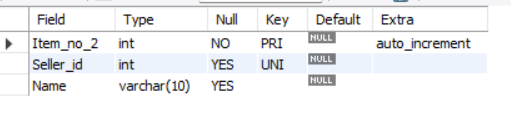 Field Type Null Key Default Extra
Item_no_2 int NO PRI NULL auto_increment
Seller_id int YES UNI NULL
Name varchar(10) YES NULL